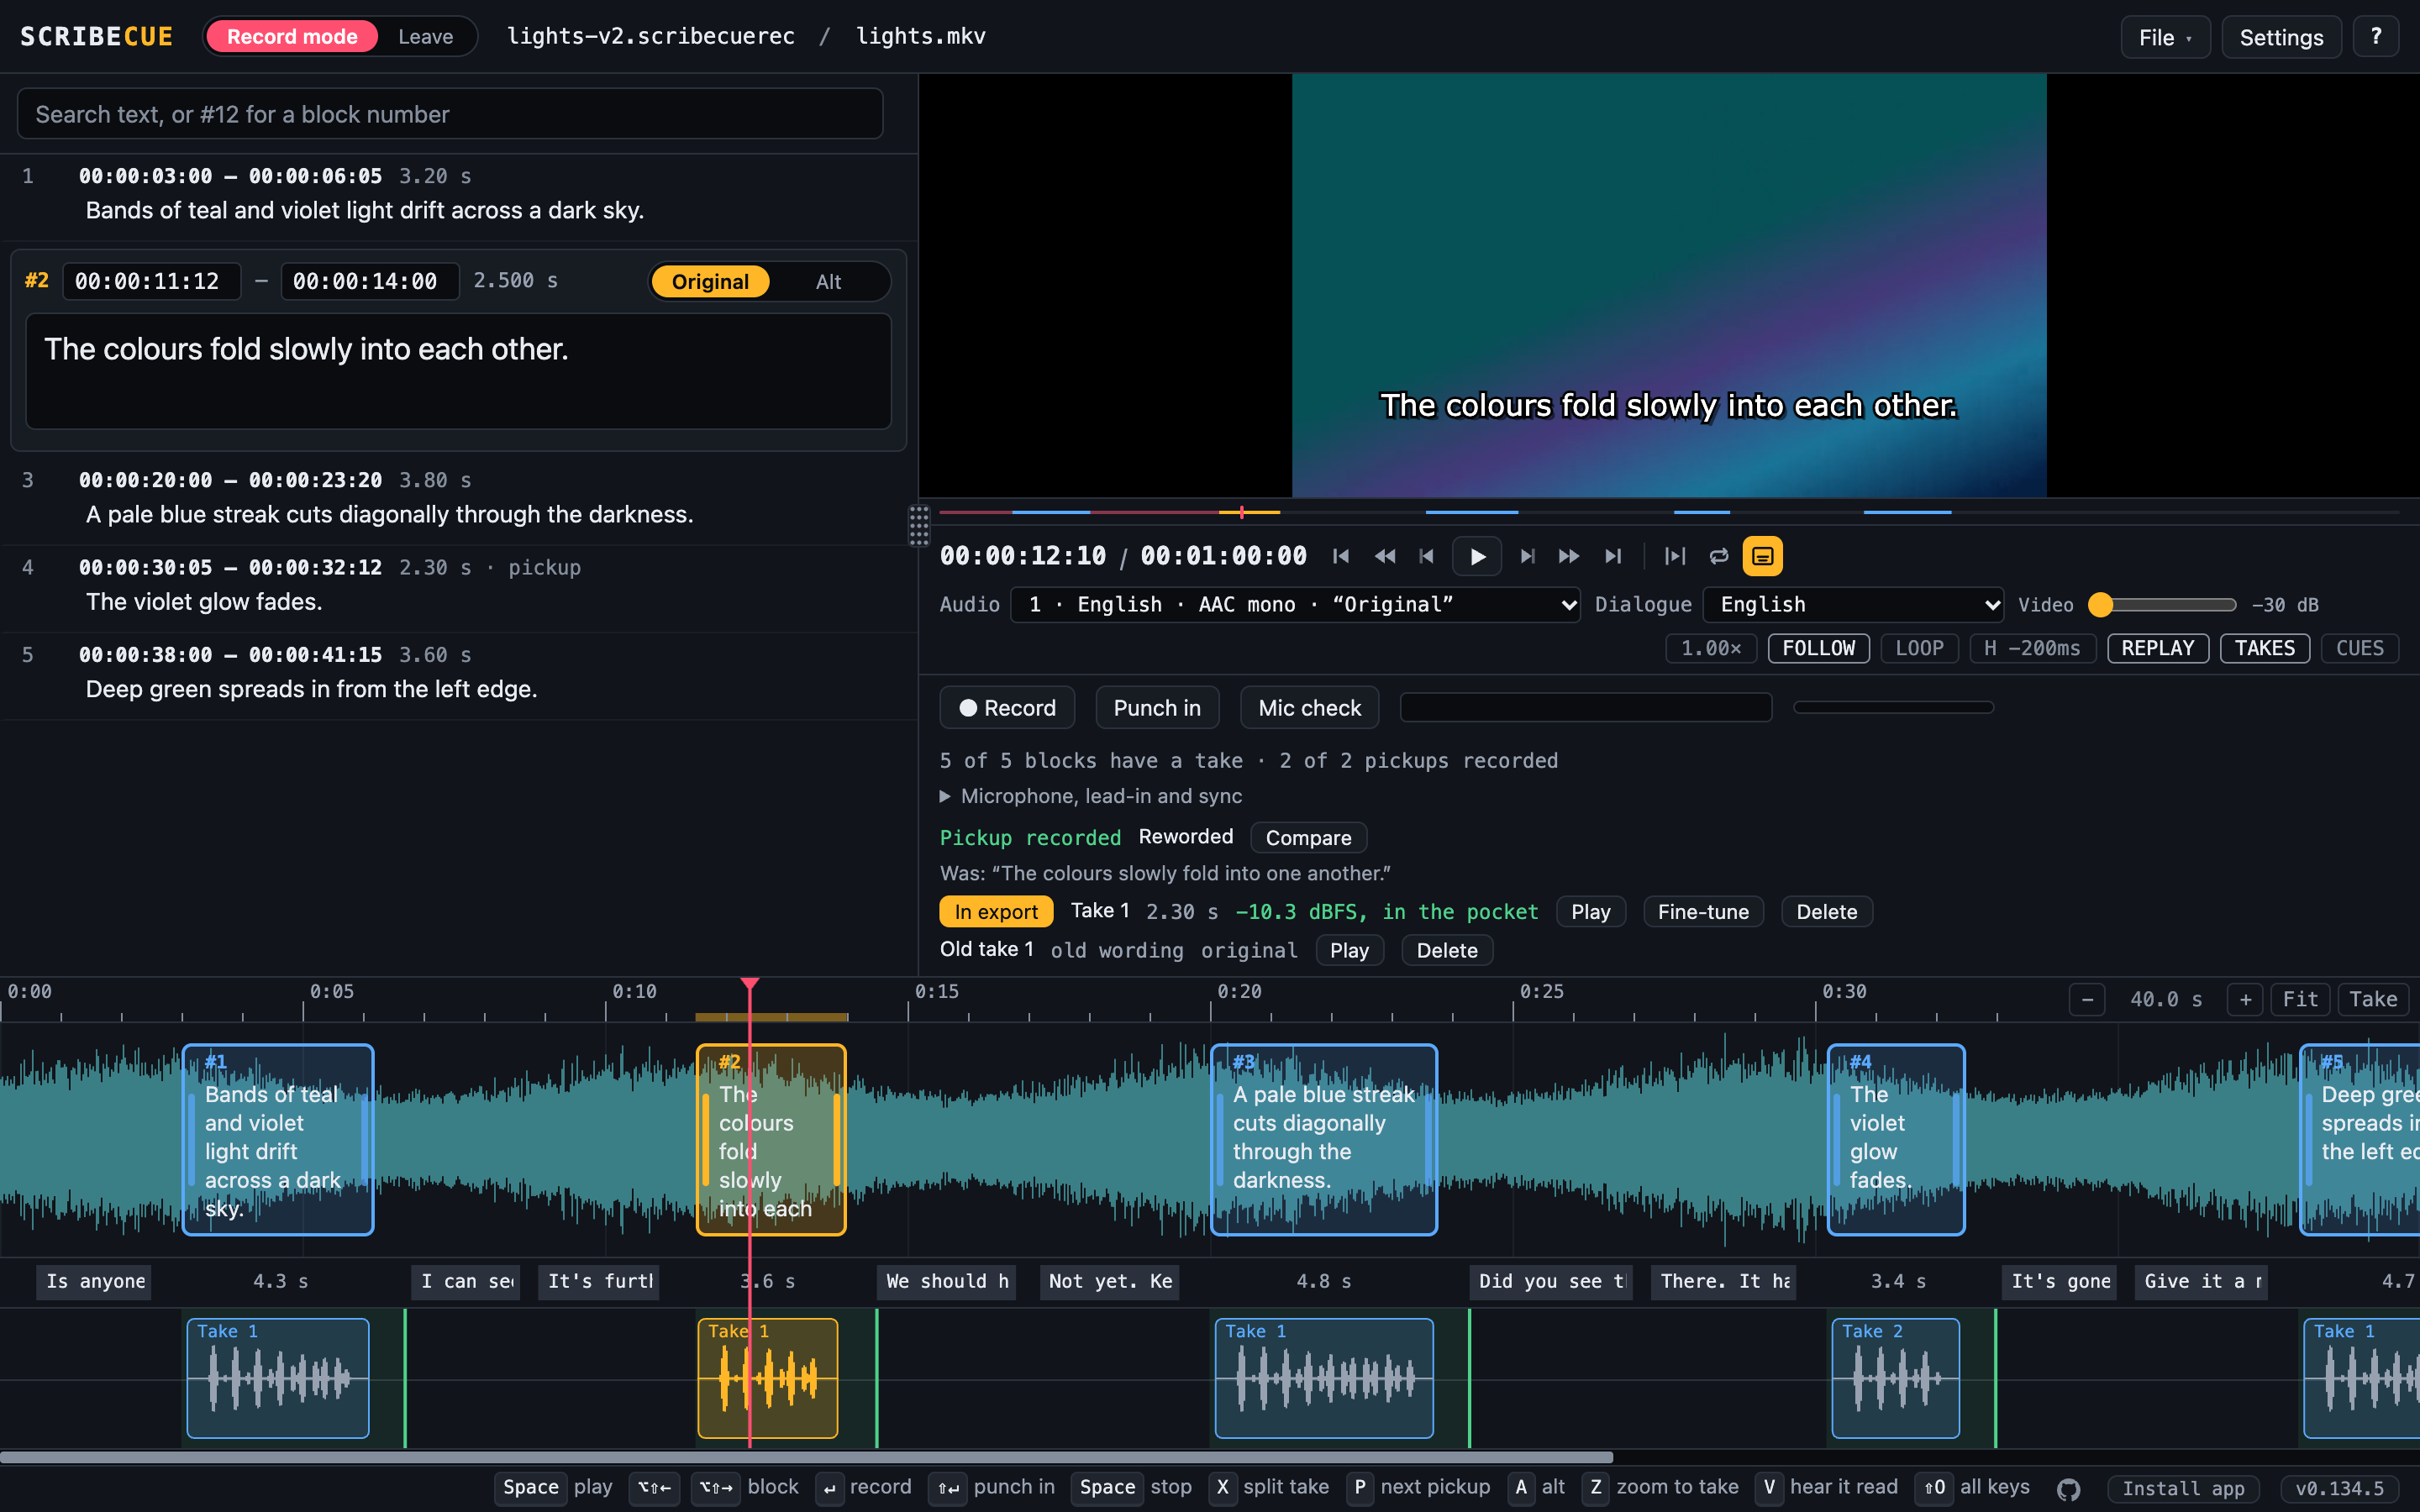 SCRIBECUE Record mode Leave lights-v2.scribecuerec / lights.mkv File Settings ?
Search text, or #12 for a block number
1 00:00:03:00 – 00:00:06:05 3.20 s
Bands of teal and violet light drift across a dark sky.
#2 00:00:11:12 – 00:00:14:00 2.500 s Original Alt
The colours fold slowly into each other.
3 00:00:20:00 – 00:00:23:20 3.80 s
A pale blue streak cuts diagonally through the darkness.
4 00:00:30:05 – 00:00:32:12 2.30 s · pickup
The violet glow fades.
5 00:00:38:00 – 00:00:41:15 3.60 s
Deep green spreads in from the left edge.
The colours fold slowly into each other.
00:00:12:10 / 00:01:00:00
Audio 1 · English · AAC mono · “Original” Dialogue English Video −30 dB
1.00× FOLLOW LOOP H −200ms REPLAY TAKES CUES
Record Punch in Mic check
5 of 5 blocks have a take · 2 of 2 pickups recorded
Microphone, lead-in and sync
Pickup recorded Reworded Compare
Was: “The colours slowly fold into one another.”
In export Take 1 2.30 s −10.3 dBFS, in the pocket Play Fine-tune Delete
Old take 1 old wording original Play Delete
0:00 0:05 0:10 0:15 0:20 0:25 0:30 − 40.0 s + Fit Take
#1
Bands of teal
and violet
light drift
across a dark
sky.
#2
The
colours
fold
slowly
into each
#3
A pale blue streak
cuts diagonally
through the
darkness.
#4
The
violet
glow
fades.
#5
Deep gree
spreads in
the left ed
Is anyone 4.3 s I can see It's furth 3.6 s We should h Not yet. Ke 4.8 s Did you see t There. It ha 3.4 s It's gone Give it a 4.7
Take 1 Take 1 Take 1 Take 2 Take 1
Space play ⌥⇧← ⌥⇧→ block ↵ record ⇧↵ punch in Space stop X split take P next pickup A alt Z zoom to take V hear it read ⇧O all keys Install app v0.134.5